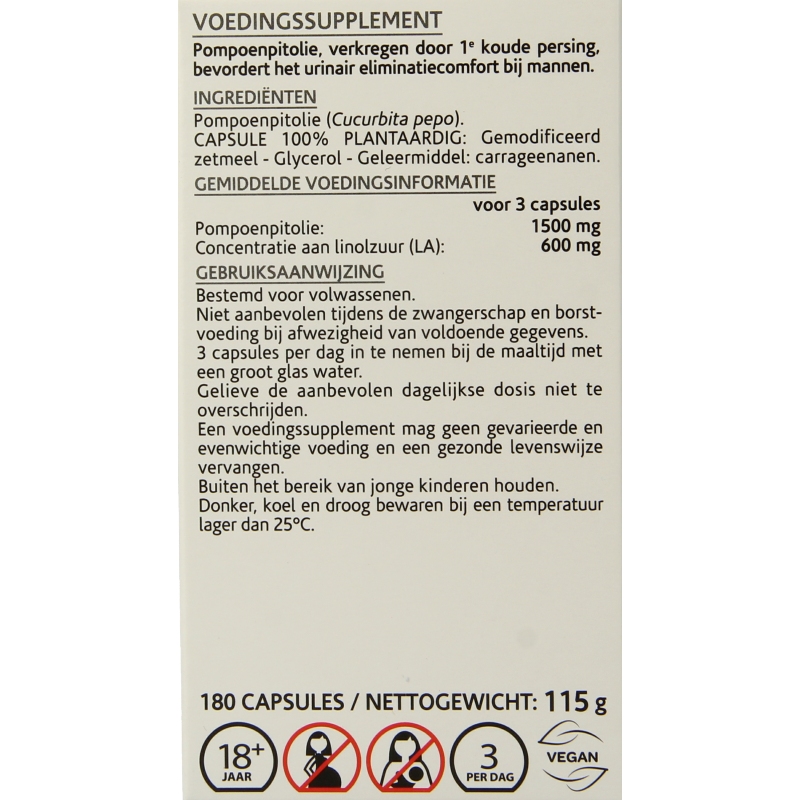 VOEDINGSSUPPLEMENT
Pompoenpitolie, verkregen door 1e koude persing,
bevordert het urinair eliminatiecomfort bij mannen.
INGREDIËNTEN
Pompoenpitolie (Cucurbita pepo).
CAPSULE 100% PLANTAARDIG: Gemodificeerd
zetmeel - Glycerol - Geleermiddel: carrageenanen.
GEMIDDELDE VOEDINGSINFORMATIE
voor 3 capsules
Pompoenpitolie: 1500 mg
Concentratie aan linolzuur (LA): 600 mg
GEBRUIKSAANWIJZING
Bestemd voor volwassenen.
Niet aanbevolen tijdens de zwangerschap en borst-
voeding bij afwezigheid van voldoende gegevens.
3 capsules per dag in te nemen bij de maaltijd met
een groot glas water.
Gelieve de aanbevolen dagelijkse dosis niet te
overschrijden.
Een voedingssupplement mag geen gevarieerde en
evenwichtige voeding en een gezonde levenswijze
vervangen.
Buiten het bereik van jonge kinderen houden.
Donker, koel en droog bewaren bij een temperatuur
lager dan 25°C.
180 CAPSULES / NETTOGEWICHT: 115 g
18+
JAAR
3
PER DAG
VEGAN